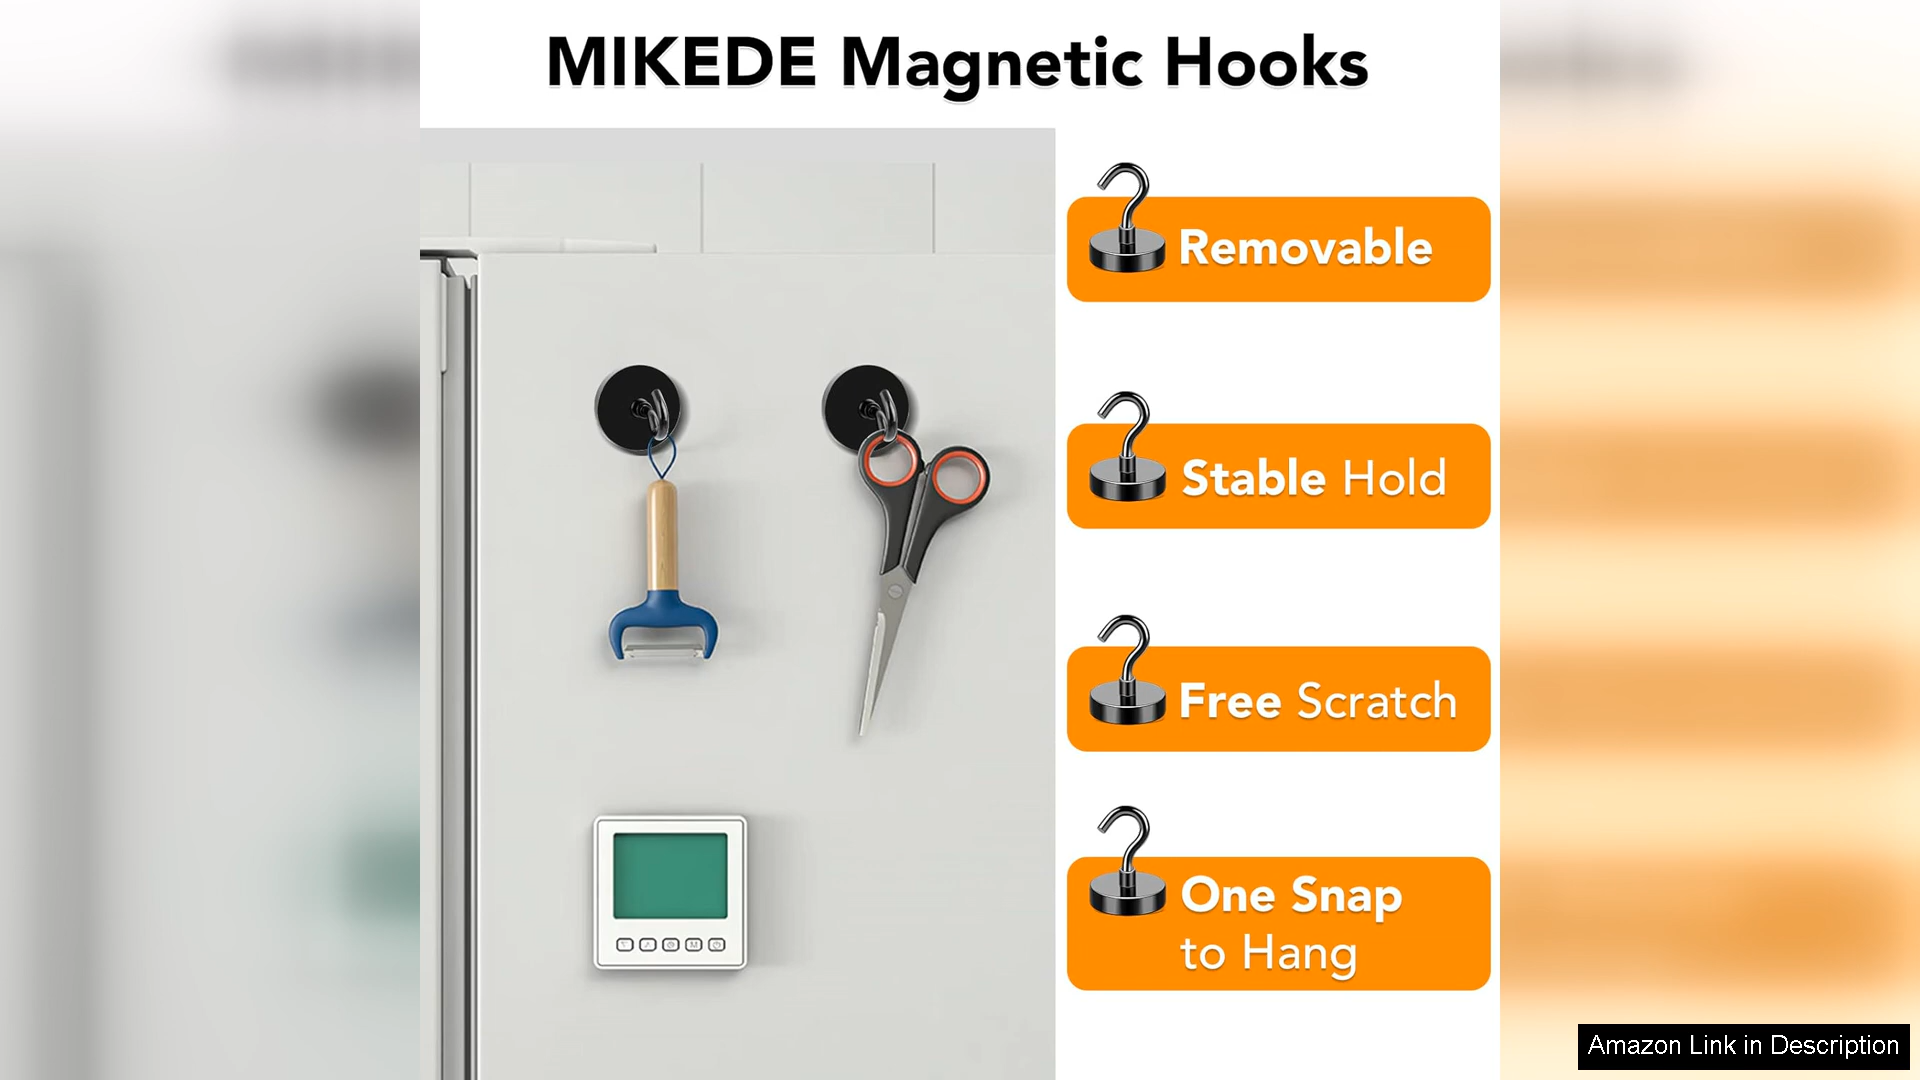 MIKEDE Magnetic Hooks
Removable
Stable Hold
Free Scratch
One Snap
to Hang
Amazon Link in Description